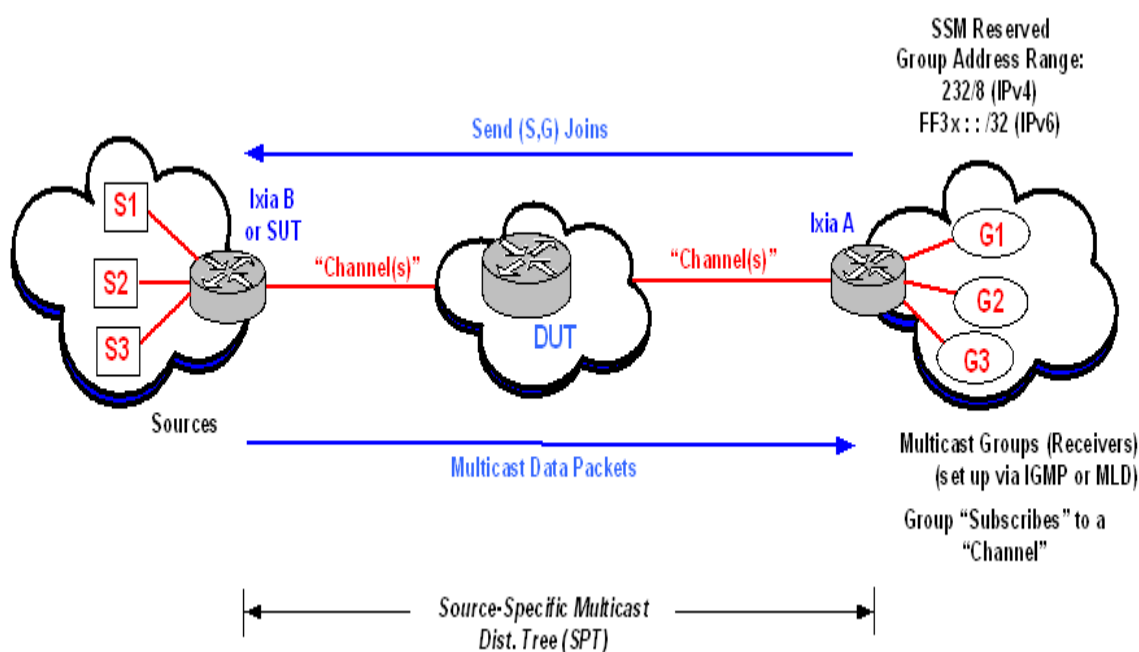 SSM Reserved
Group Address Range:
232/8 (IPv4)
FF3x : : /32 (IPv6)
Send (S,G) Joins
S1
S2
S3
Ixia B
or SUT
“Channel(s)”
DUT
“Channel(s)”
Ixia A
G1
G2
G3
Sources
Multicast Data Packets
Multicast Groups (Receivers)
(set up via IGMP or MLD)
Group “Subscribes” to a
“Channel”
Source-Specific Multicast
Dist. Tree (SPT)